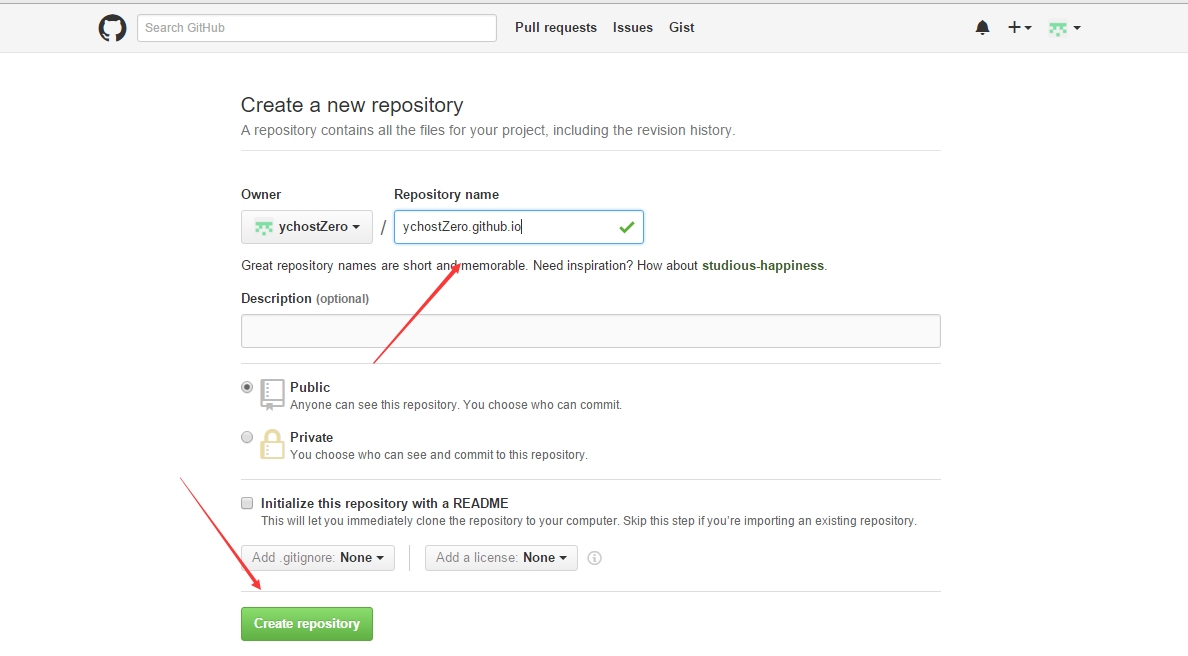 Search GitHub Pull requests Issues Gist
Create a new repository
A repository contains all the files for your project, including the revision history.
Owner Repository name
ychostZero / ychostZero.github.io
Great repository names are short and memorable. Need inspiration? How about studious-happiness.
Description (optional)
Public
Anyone can see this repository. You choose who can commit.
Private
You choose who can see and commit to this repository.
Initialize this repository with a README
This will let you immediately clone the repository to your computer. Skip this step if you’re importing an existing repository.
Add .gitignore: None Add a license: None
Create repository